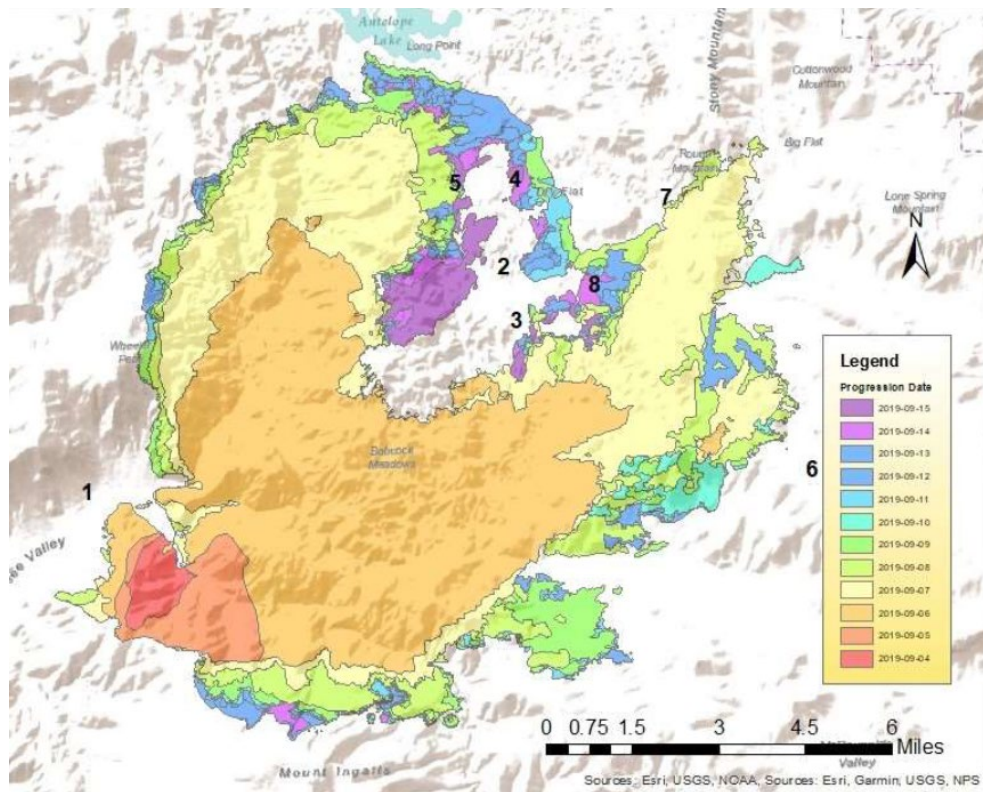 Antelope
Lake
Long Point
Stony Mountain
Cottonwood
Mountain
Big Flat
Lone Spring
Mountain
N
5
4
7
2
8
3
6
1
Babcock
Meadows
Valley
Legend
Progression Date
2019-09-15
2019-09-14
2019-09-13
2019-09-12
2019-09-11
2019-09-10
2019-09-09
2019-09-08
2019-09-07
2019-09-06
2019-09-05
2019-09-04
0 0.75 1.5 3 4.5 6
Miles
Valley
Mount Ingalls
Sources: Esri, USGS, NOAA, Sources: Esri, Garmin, USGS, NPS